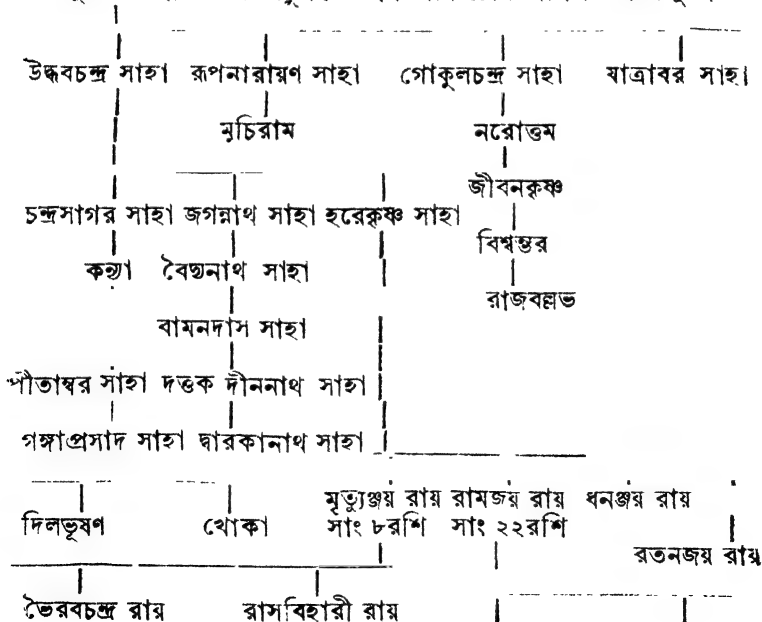 উদ্ধবচন্দ্র সাহা রূপনারায়ণ সাহা গোকুলচন্দ্র সাহা যাত্রাবর সাহা
মুচিরাম নরোত্তম
জীবনকৃষ্ণ
চন্দ্রসাগর সাহা জগন্নাথ সাহা হরেকৃষ্ণ সাহা
বিশ্বম্ভর
কন্যা বৈদ্যনাথ সাহা
রাজবল্লভ
বামনদাস সাহা
পীতাম্বর সাহা দত্তক দীননাথ সাহা
গঙ্গাপ্রসাদ সাহা দ্বারকানাথ সাহা
মৃত্যুঞ্জয় রায় রামজয় রায় ধনঞ্জয় রায়
দিলভূষণ খোকা সাং ৮রশি সাং ২২রশি
রতনজয় রায়
ভৈরবচন্দ্র রায় রাসবিহারী রায়